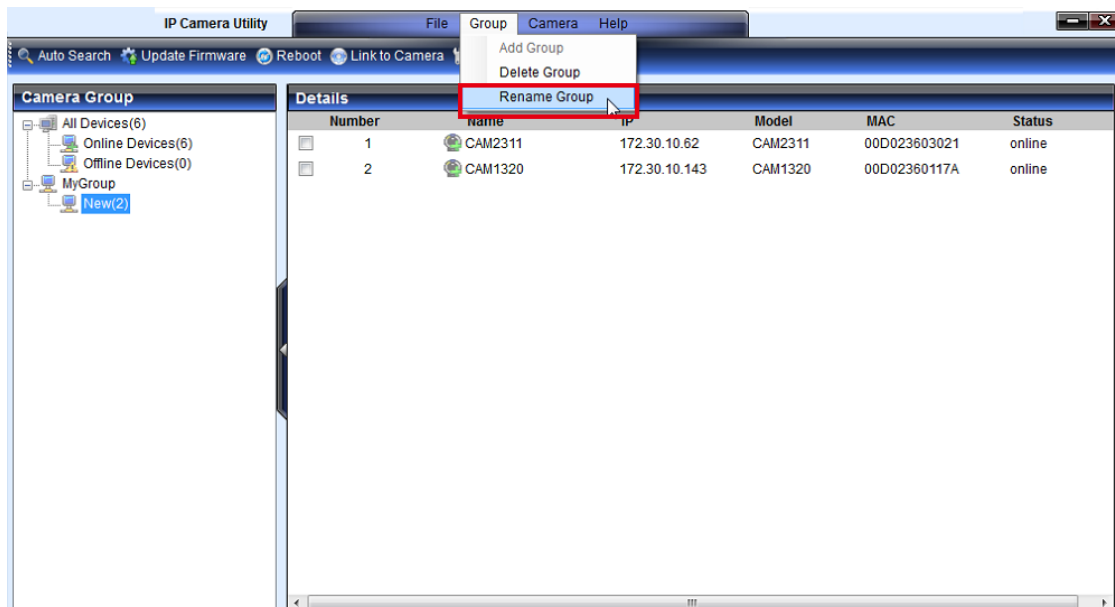 IP Camera Utility File Group Camera Help
Auto Search Update Firmware Reboot Link to Camera
Add Group
Delete Group
Rename Group
Camera Group
All Devices(6)
Online Devices(6)
Offline Devices(0)
MyGroup
New(2)
Details
Number Name IP Model MAC Status
1 CAM2311 172.30.10.62 CAM2311 00D023603021 online
2 CAM1320 172.30.10.143 CAM1320 00D02360117A online